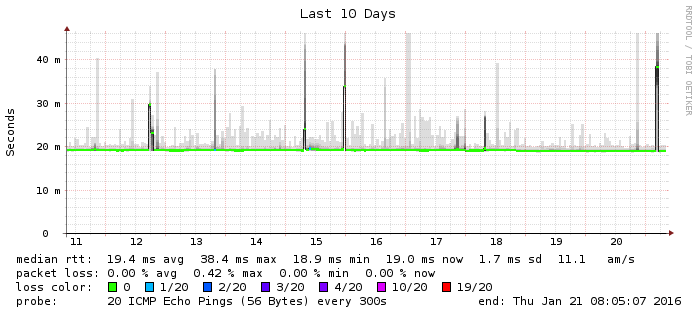 Last 10 Days
RRDTOOL / TOBI OETIKER
Seconds
40 m
30 m
20 m
10 m
0
11 12 13 14 15 16 17 18 19 20
median rtt: 19.4 ms avg 38.4 ms max 18.9 ms min 19.0 ms now 1.7 ms sd 11.1 am/s
packet loss: 0.00 % avg 0.42 % max 0.00 % min 0.00 % now
loss color: 0 1/20 2/20 3/20 4/20 10/20 19/20
probe: 20 ICMP Echo Pings (56 Bytes) every 300s end: Thu Jan 21 08:05:07 2016